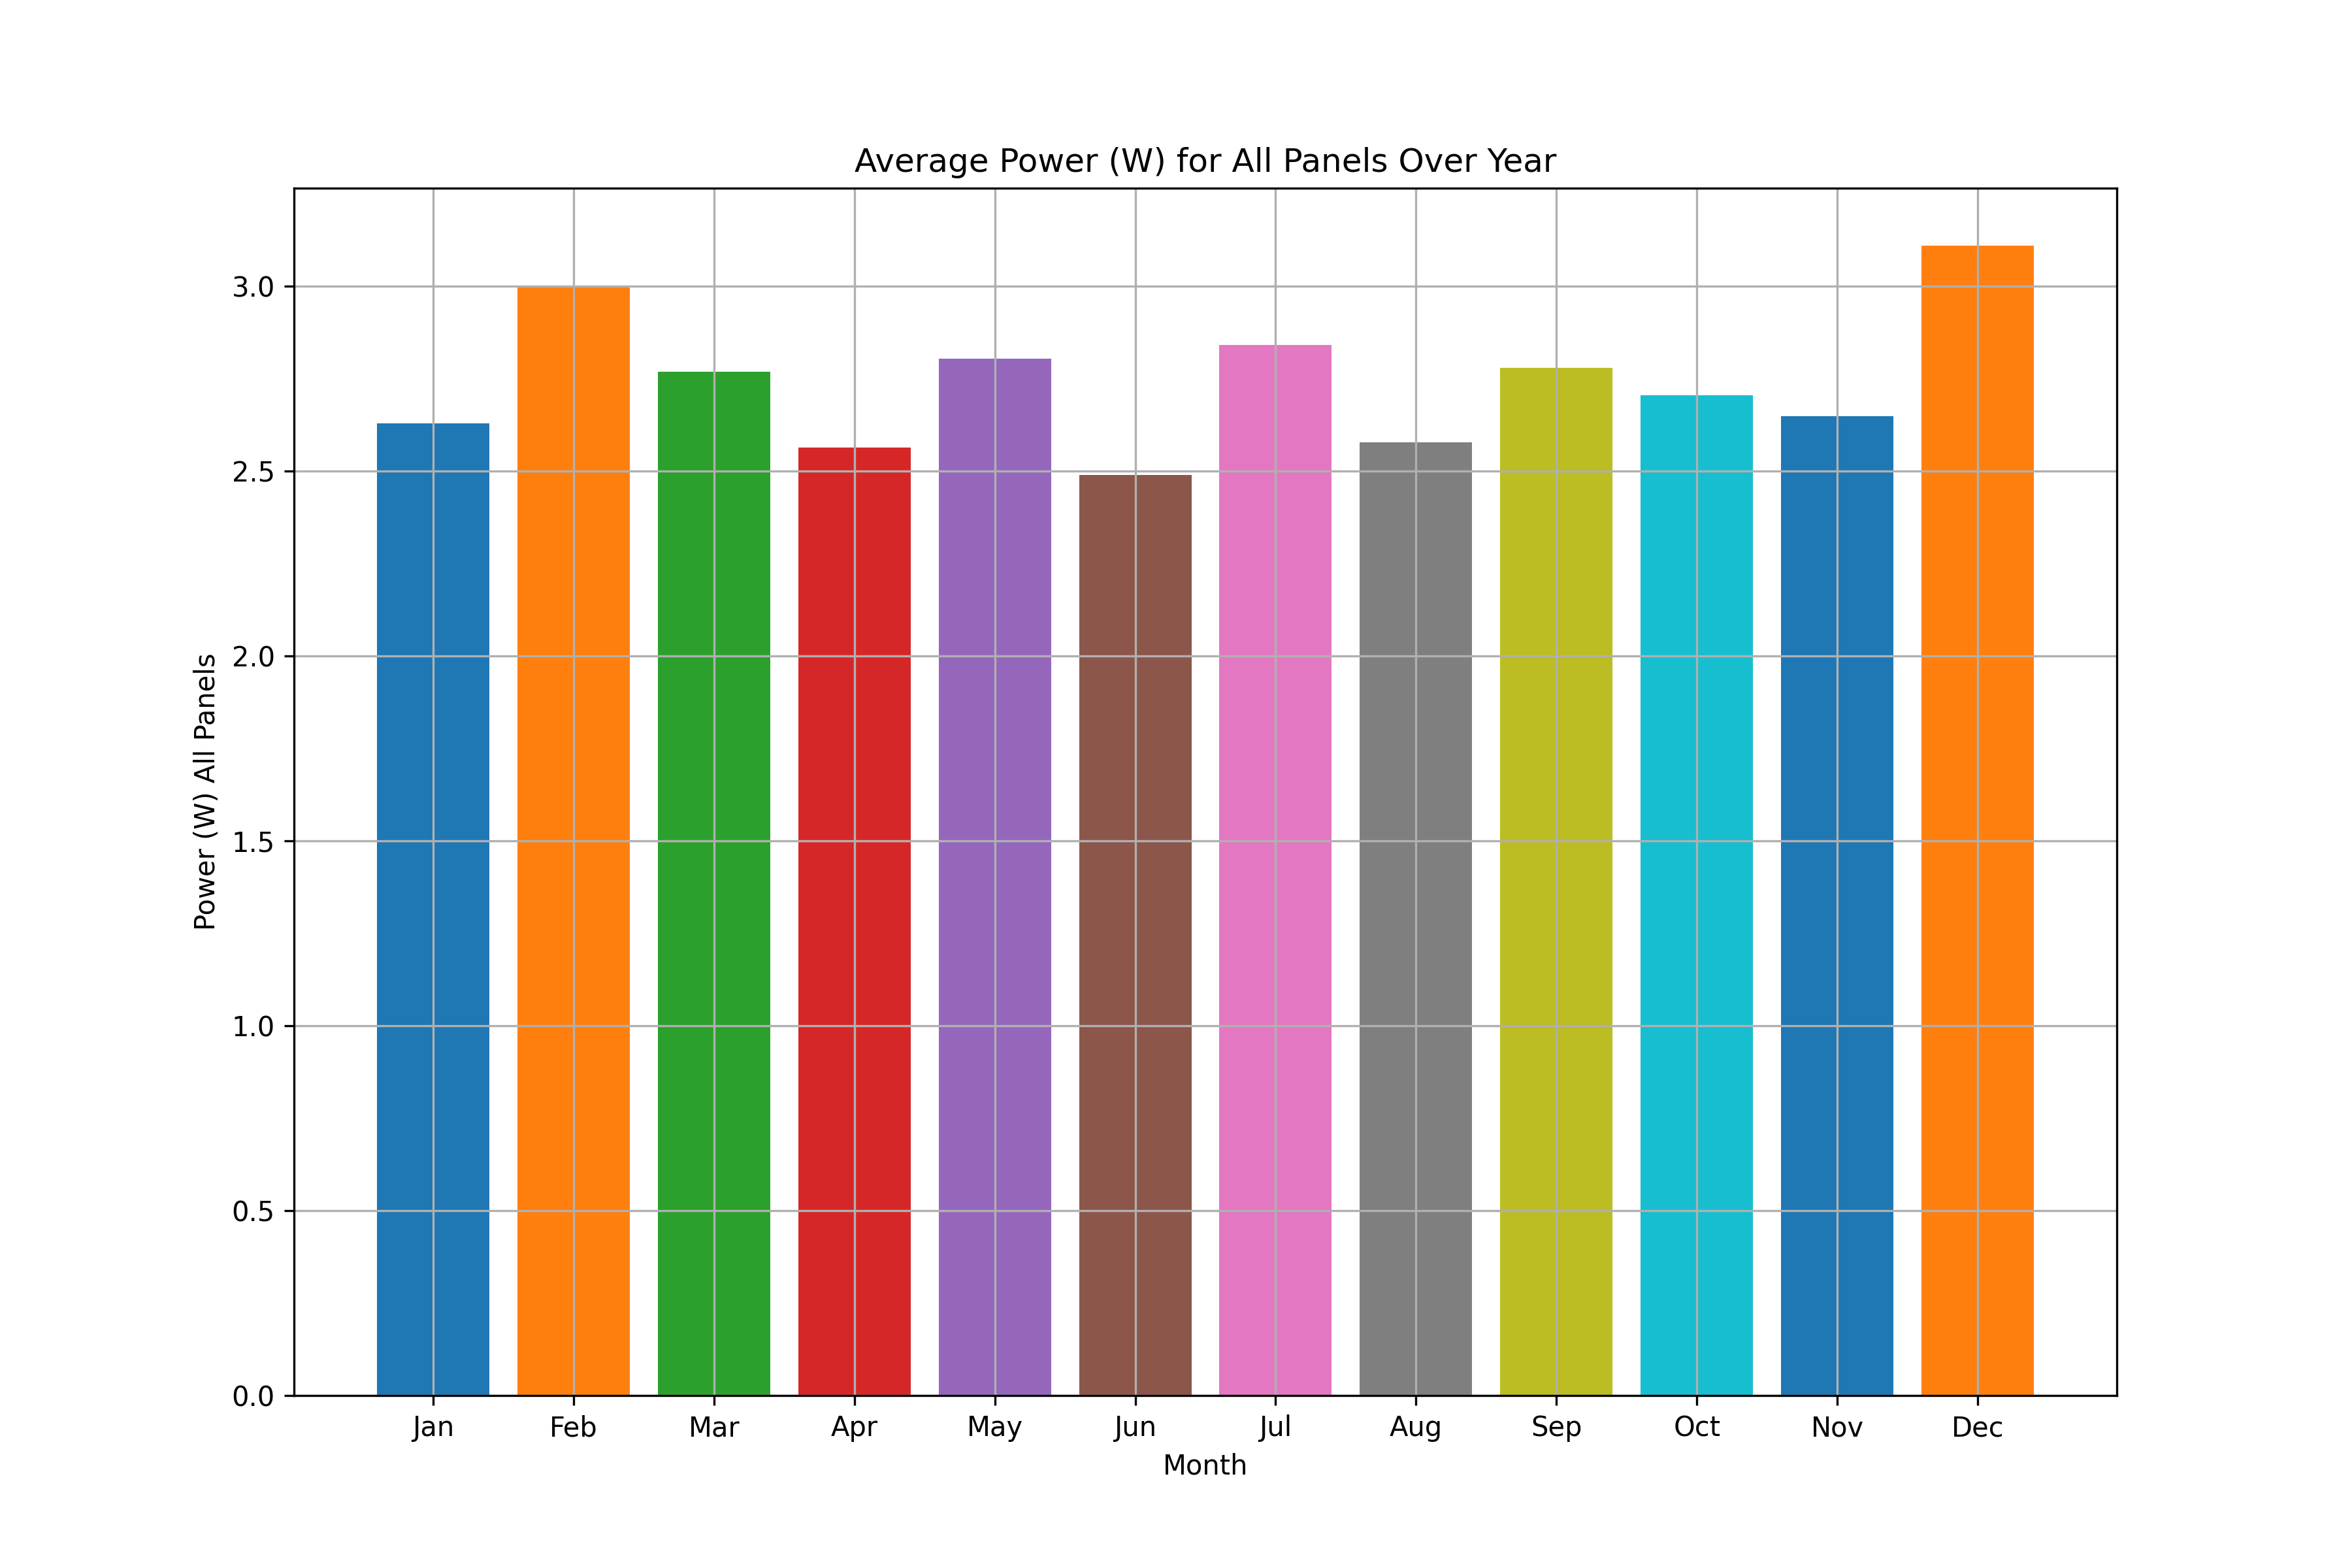 Average Power (W) for All Panels Over Year
Power (W) All Panels
3.0
2.5
2.0
1.5
1.0
0.5
0.0
Jan Feb Mar Apr May Jun Jul Aug Sep Oct Nov Dec
Month